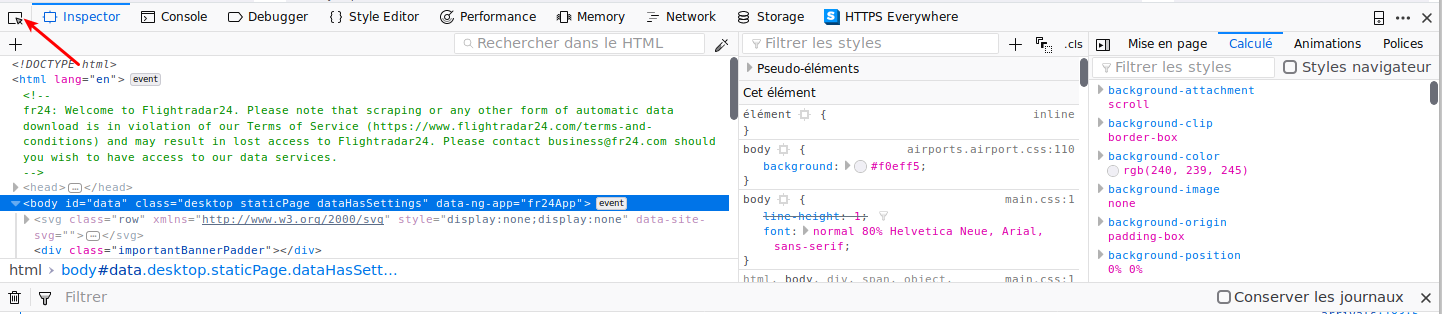 Inspector Console Debugger Style Editor Performance Memory Network Storage HTTPS Everywhere
Rechercher dans le HTML
<!DOCTYPE html>
<html lang="en"> event
<!--
fr24: Welcome to Flightradar24. Please note that scraping or any other form of automatic data
download is in violation of our Terms of Service (https://www.flightradar24.com/terms-and-
conditions) and may result in lost access to Flightradar24. Please contact business@fr24.com should
you wish to have access to our data services.
-->
<head> </head>
<body id="data" class="desktop staticPage dataHasSettings" data-ng-app="fr24App"> event
<svg class="row" xmlns="http://www.w3.org/2000/svg" style="display:none;display:none" data-site-
svg=""> </svg>
<div class="importantBannerPadder"></div>
html › body#data.desktop.staticPage.dataHasSett…
Filtrer les styles + .cls
Pseudo-éléments
Cet élément
élément { inline
}
body { airports.airport.css:110
background: #f0eff5;
}
body { main.css:1
line-height: 1;
font: normal 80% Helvetica Neue, Arial,
sans-serif;
}
html, body, div, span, object, main.css:1
Mise en page Calculé Animations Polices
Filtrer les styles Styles navigateur
background-attachment
scroll
background-clip
border-box
background-color
rgb(240, 239, 245)
background-image
none
background-origin
padding-box
background-position
0% 0%
Filtrer Conserver les journaux